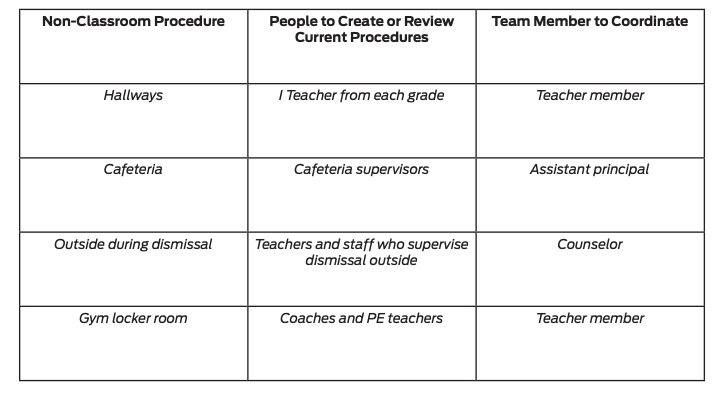 Non-Classroom Procedure
People to Create or Review
Current Procedures
Team Member to Coordinate
Hallways
I Teacher from each grade
Teacher member
Cafeteria
Cafeteria supervisors
Assistant principal
Outside during dismissal
Teachers and staff who supervise
dismissal outside
Counselor
Gym locker room
Coaches and PE teachers
Teacher member